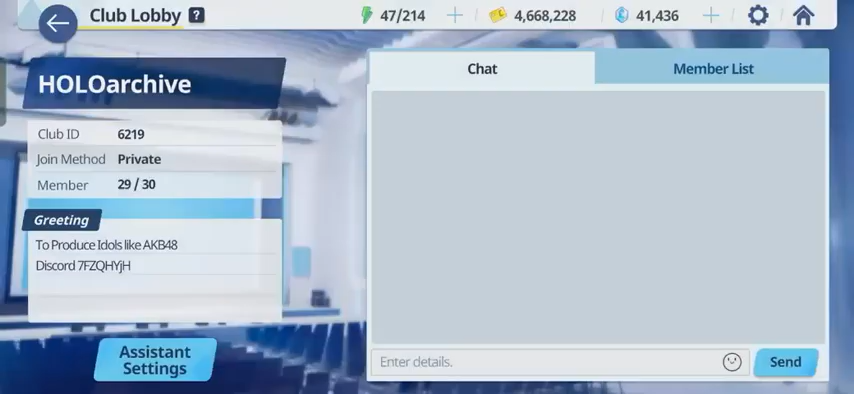 Club Lobby ?
47/214
4,668,228
41,436
HOLOarchive
Club ID 6219
Join Method Private
Member 29 / 30
Greeting
To Produce Idols like AKB48
Discord 7FZQHYjH
Assistant
Settings
Chat
Member List
Enter details.
Send